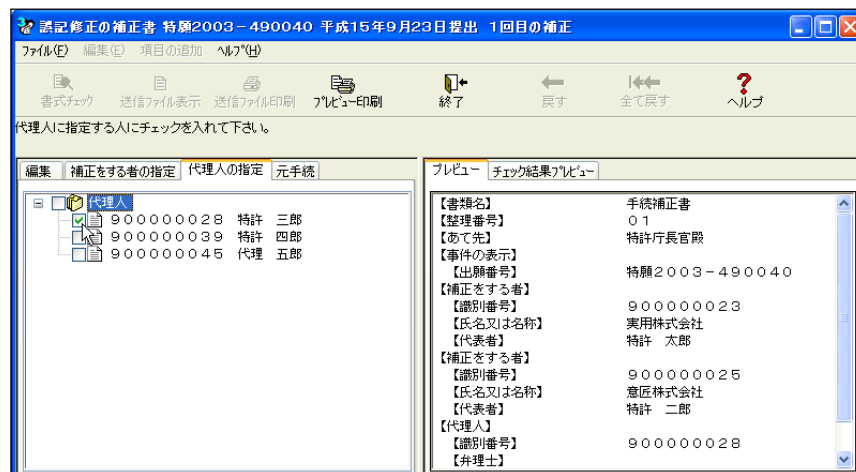 誤記修正の補正書 特願2003－490040 平成15年9月23日提出 1回目の補正
ファイル(F) 編集(E) 項目の追加 ヘルプ(H)
書式チェック 送信ファイル表示 送信ファイル印刷 プレビュー印刷 終了 戻す 全て戻す ヘルプ
代理人に指定する人にチェックを入れて下さい。
編集 補正をする者の指定 代理人の指定 元手続
代理人
９０００００００２８ 特許 三郎
９０００００００３９ 特許 四郎
９０００００００４５ 代理 五郎
プレビュー チェック結果プレビュー
【書類名】 手続補正書
【整理番号】 ０１
【あて先】 特許庁長官殿
【事件の表示】
【出願番号】 特願２００３－４９００４０
【補正をする者】
【識別番号】 ９０００００００２３
【氏名又は名称】 実用株式会社
【代表者】 特許 太郎
【補正をする者】
【識別番号】 ９０００００００２５
【氏名又は名称】 意匠株式会社
【代表者】 特許 二郎
【代理人】
【識別番号】 ９０００００００２８
【弁理士】